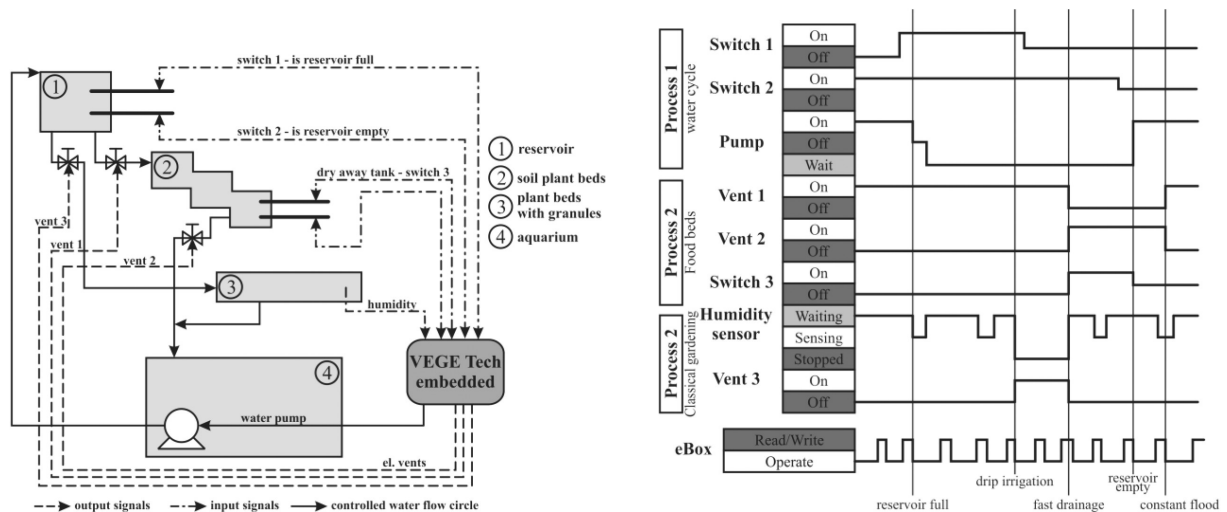 switch 1 - is reservoir full
1
switch 2 - is reservoir empty
2
dry away tank - switch 3
1 reservoir
2 soil plant beds
3 plant beds
with granules
4 aquarium
vent 3
vent 1
vent 2
3
humidity
VEGE Tech
embedded
4
water pump
el. vents
output signals
input signals
controlled water flow circle
Process 1
water cycle
Switch 1
On
Off
Switch 2
On
Off
Pump
On
Off
Wait
Process 2
Food beds
Vent 1
On
Off
Vent 2
On
Off
Switch 3
On
Off
Process 2
Classical gardening
Humidity
sensor
Waiting
Sensing
Stopped
Vent 3
On
Off
eBox
Read/Write
Operate
drip irrigation
reservoir
empty
reservoir full
fast drainage
constant flood